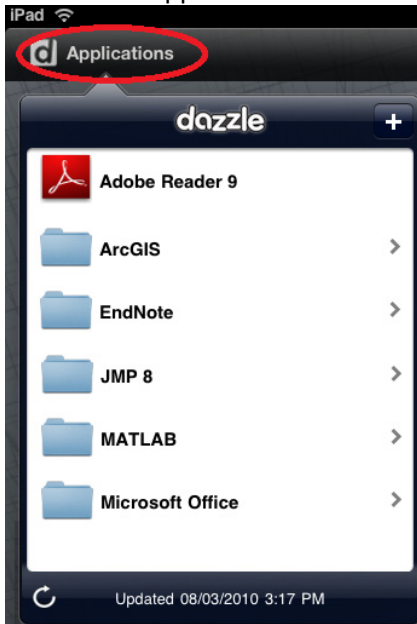 iPad
d Applications
dazzle
+
Adobe Reader 9
ArcGIS
EndNote
JMP 8
MATLAB
Microsoft Office
Updated 08/03/2010 3:17 PM